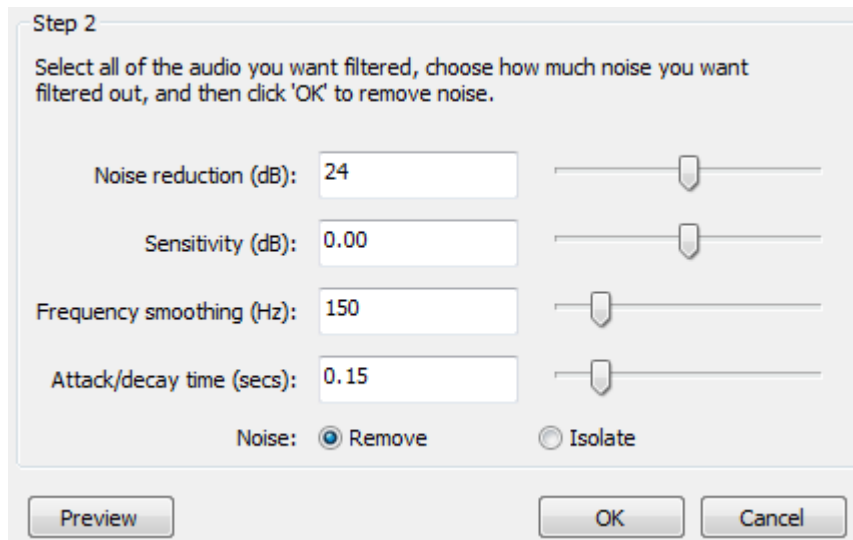 Step 2
Select all of the audio you want filtered, choose how much noise you want
filtered out, and then click 'OK' to remove noise.
Noise reduction (dB): 24
Sensitivity (dB): 0.00
Frequency smoothing (Hz): 150
Attack/decay time (secs): 0.15
Noise: Remove Isolate
Preview OK Cancel